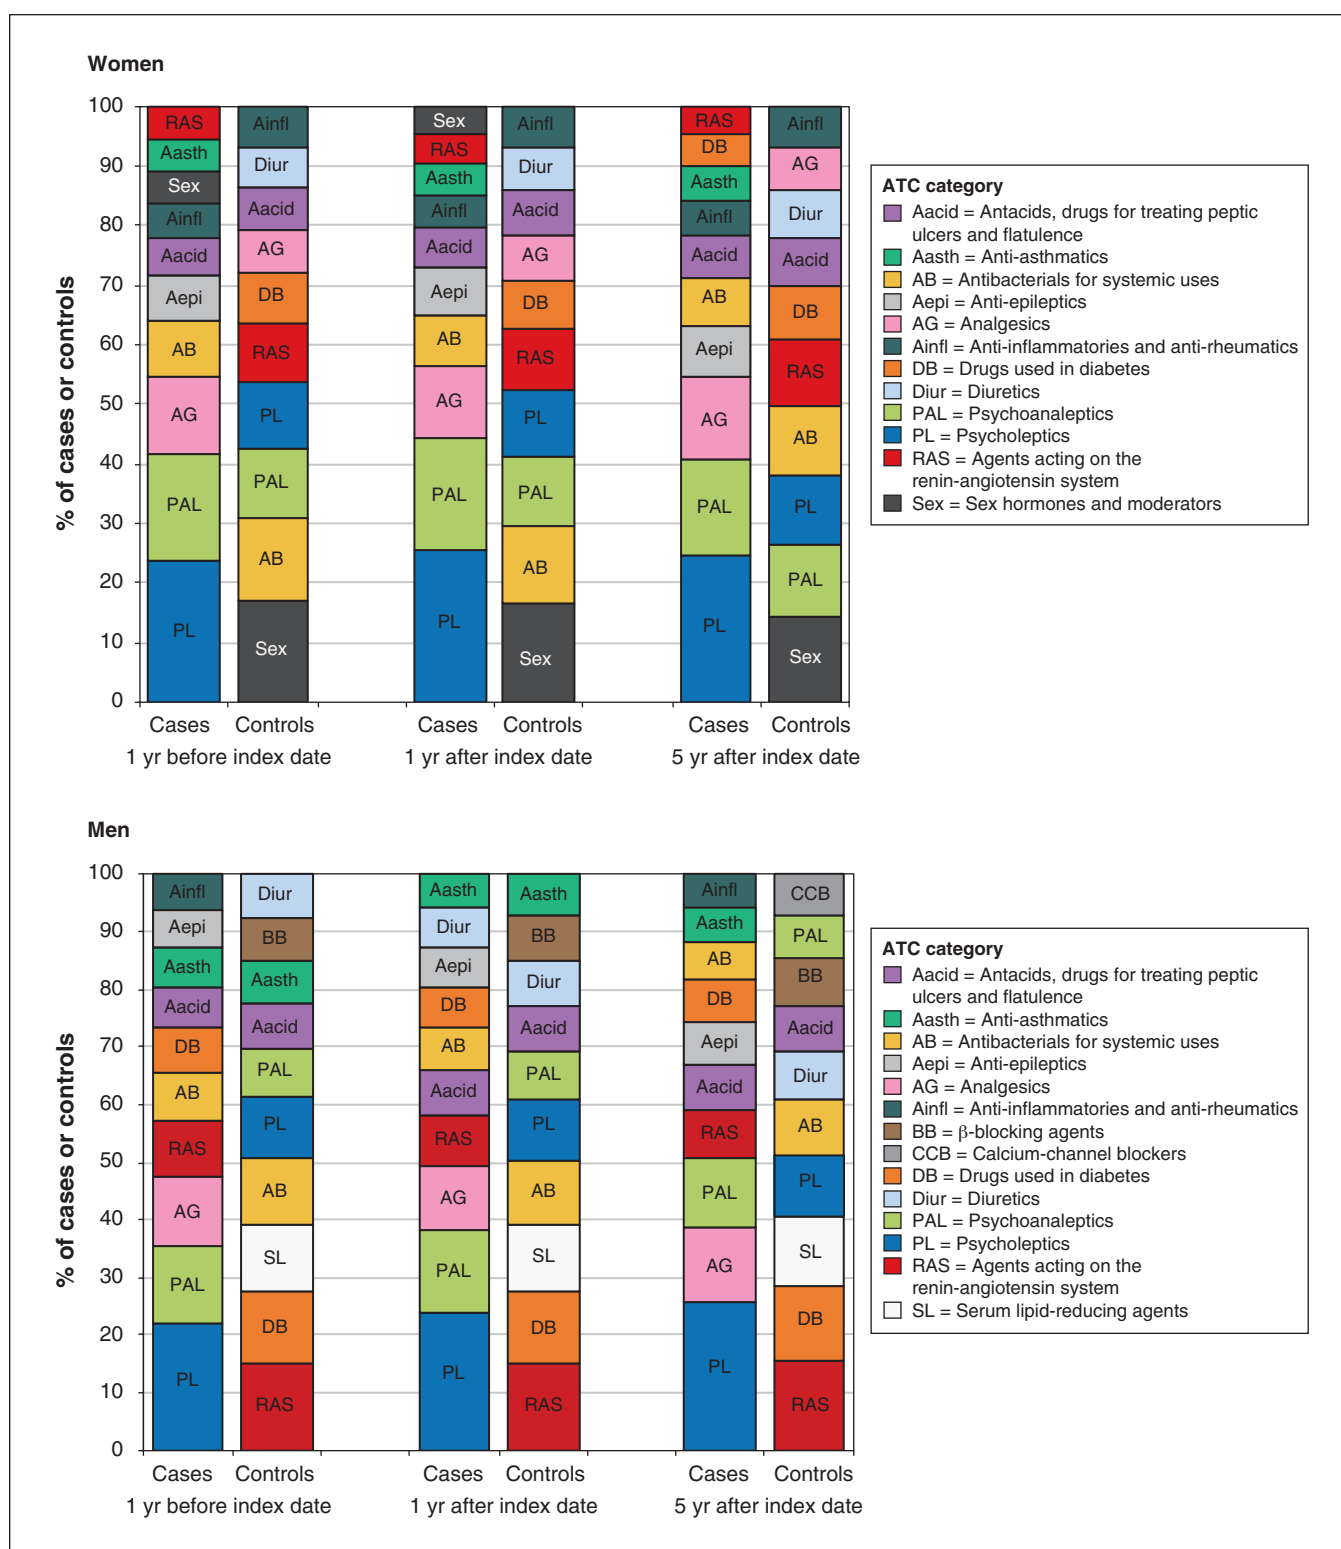 Women
% of cases or controls
100
90
80
70
60
50
40
30
20
10
0
RAS
Aasth
Sex
Ainfl
Aacid
Aepi
AB
AG
PAL
PL
Ainfl
Diur
Aacid
AG
DB
RAS
PL
PAL
AB
Sex
Sex
RAS
Aasth
Ainfl
Aacid
Aepi
AB
AG
PAL
PL
Ainfl
Diur
Aacid
AG
DB
RAS
PL
PAL
AB
Sex
RAS
DB
Aasth
Ainfl
Aacid
AB
Aepi
AG
PAL
PL
Ainfl
AG
Diur
Aacid
DB
RAS
AB
PL
PAL
Sex
Cases Controls Cases Controls Cases Controls
1 yr before index date 1 yr after index date 5 yr after index date
ATC category
Aacid = Antacids, drugs for treating peptic
ulcers and flatulence
Aasth = Anti-asthmatics
AB = Antibacterials for systemic uses
Aepi = Anti-epileptics
AG = Analgesics
Ainfl = Anti-inflammatories and anti-rheumatics
DB = Drugs used in diabetes
Diur = Diuretics
PAL = Psychoanaleptics
PL = Psycholeptics
RAS = Agents acting on the
renin-angiotensin system
Sex = Sex hormones and moderators
Men
% of cases or controls
100
90
80
70
60
50
40
30
20
10
0
Ainfl
Aepi
Aasth
Aacid
DB
AB
RAS
AG
PAL
PL
Diur
BB
Aasth
Aacid
PAL
PL
AB
SL
DB
RAS
Aasth
Diur
Aepi
DB
AB
Aacid
RAS
AG
PAL
PL
Aasth
BB
Diur
Aacid
PAL
PL
AB
SL
DB
RAS
Ainfl
Aasth
AB
DB
Aepi
Aacid
RAS
PAL
AG
PL
CCB
PAL
BB
Aacid
Diur
AB
PL
SL
DB
RAS
Cases Controls Cases Controls Cases Controls
1 yr before index date 1 yr after index date 5 yr after index date
ATC category
Aacid = Antacids, drugs for treating peptic
ulcers and flatulence
Aasth = Anti-asthmatics
AB = Antibacterials for systemic uses
Aepi = Anti-epileptics
AG = Analgesics
Ainfl = Anti-inflammatories and anti-rheumatics
BB = β-blocking agents
CCB = Calcium-channel blockers
DB = Drugs used in diabetes
Diur = Diuretics
PAL = Psychoanaleptics
PL = Psycholeptics
RAS = Agents acting on the
renin-angiotensin system
SL = Serum lipid-reducing agents